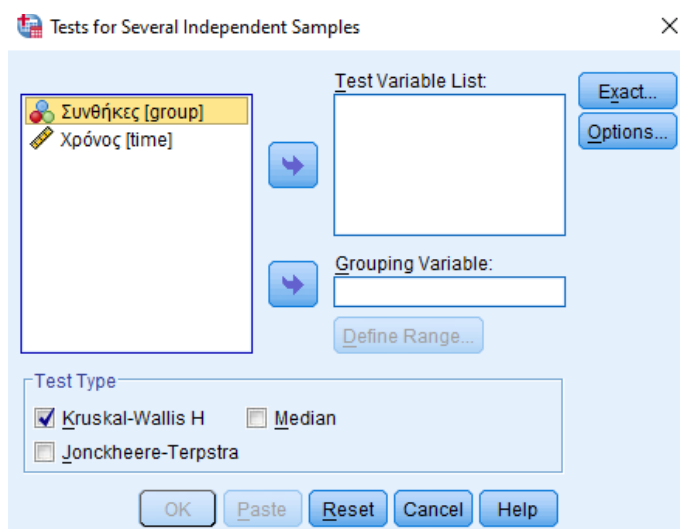 Tests for Several Independent Samples
Συνθήκες [group]
Χρόνος [time]
Test Variable List:
Exact...
Options...
Grouping Variable:
Define Range...
Test Type
Kruskal-Wallis H
Median
Jonckheere-Terpstra
OK
Paste
Reset
Cancel
Help